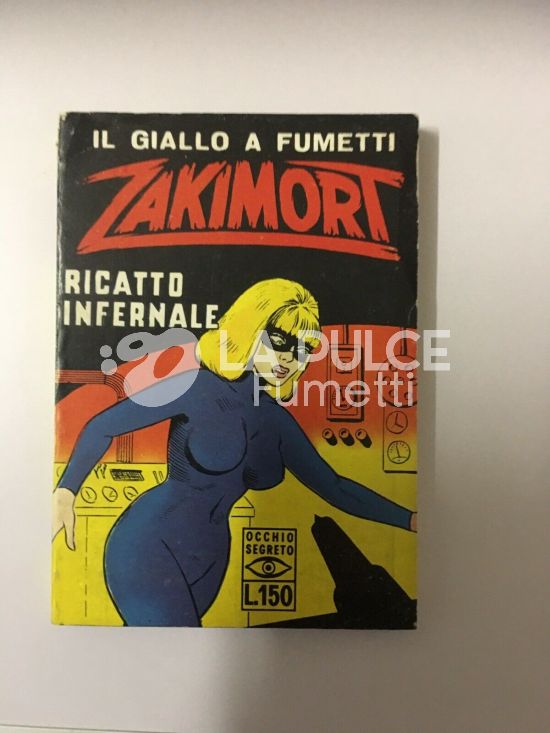 IL GIALLO A FUMETTI
ZAKIMORT
RICATTO
INFERNALE
LA PULCE
Fumetti
OCCHIO
SEGRETO
L.150